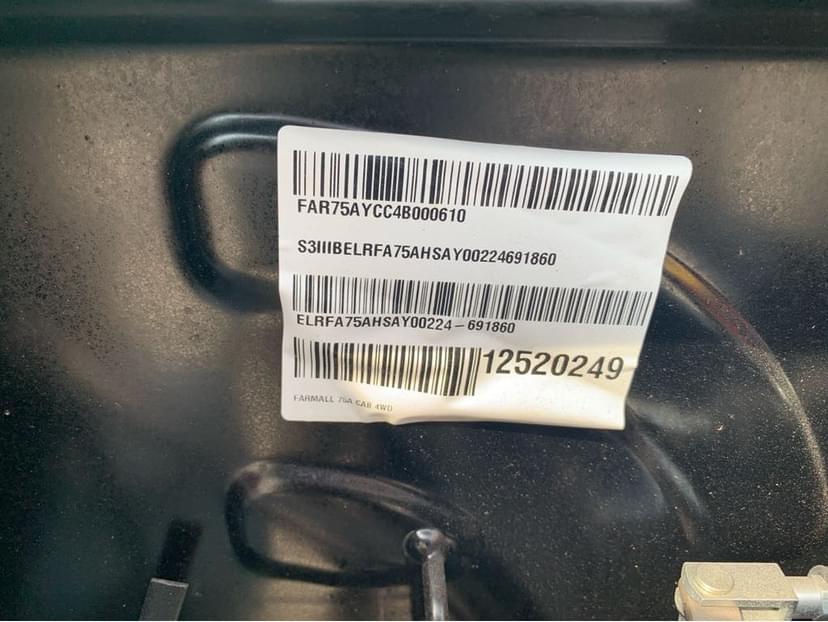 FAR75AYCC4B000610
S3IIIBELRFA75AHSAY00224691860
ELRFA75AHSAY00224-691860
12520249
FARMALL 75A CAB 4WD